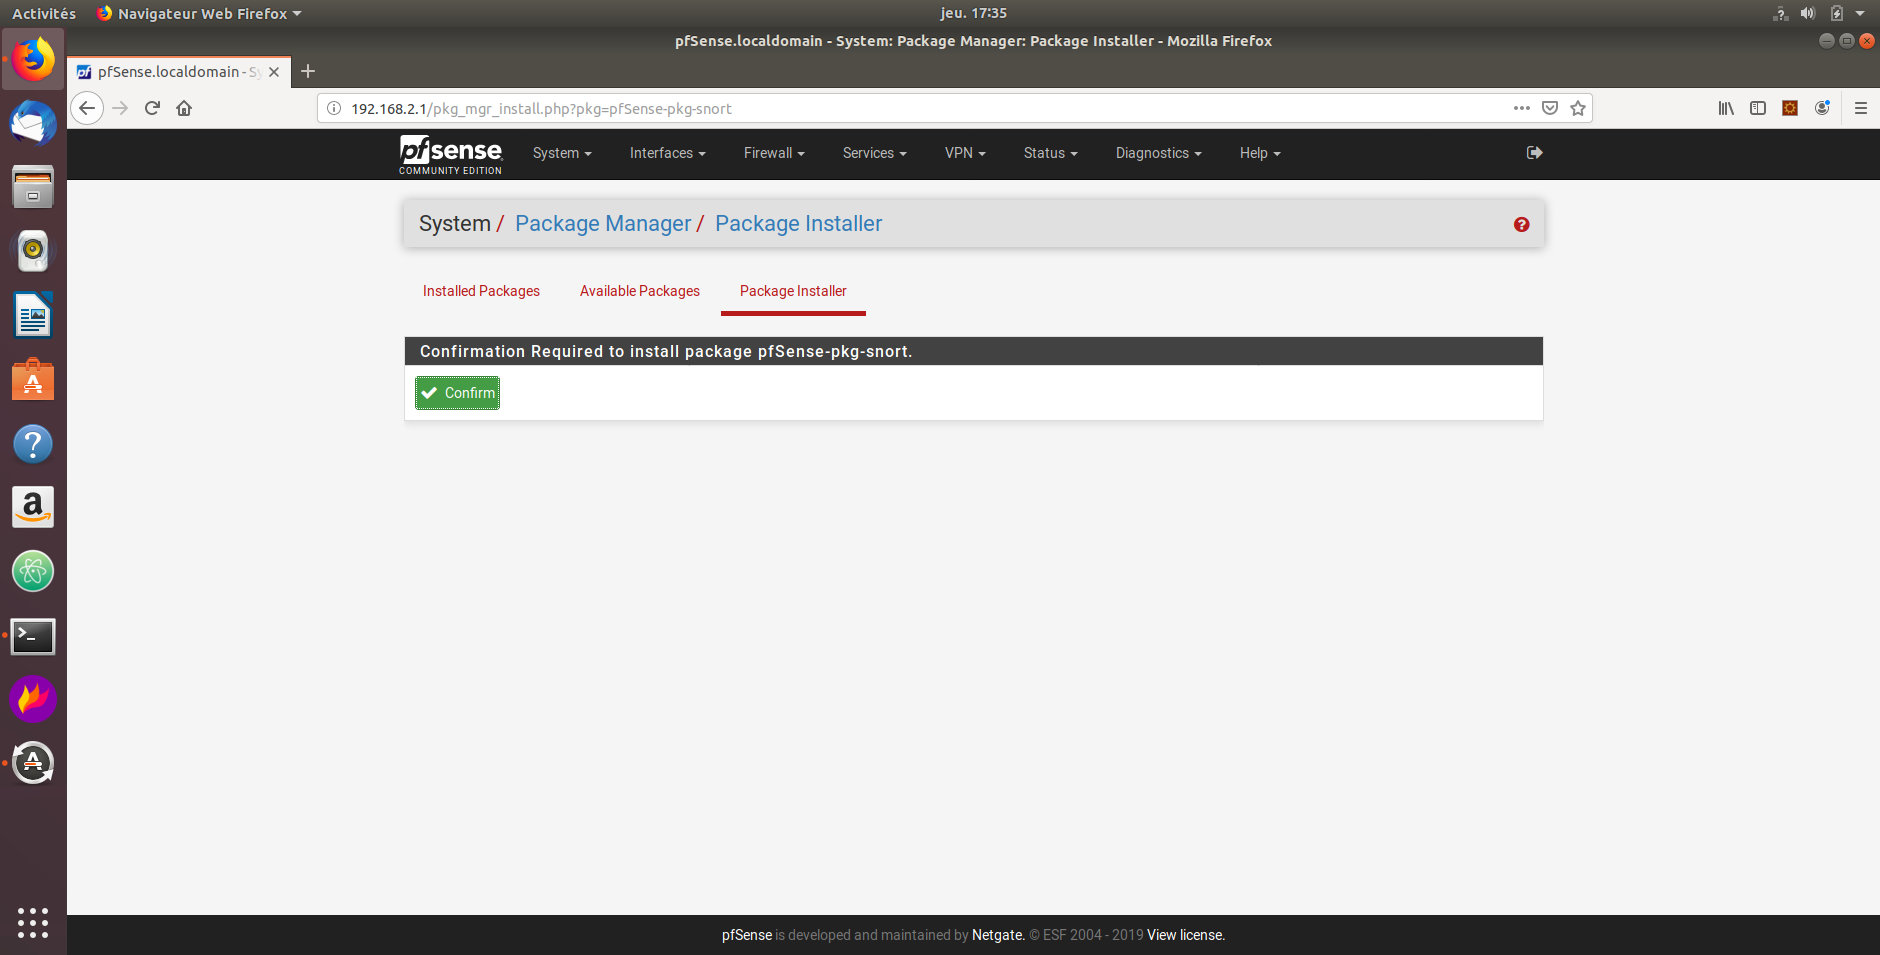 Activités Navigateur Web Firefox jeu. 17:35
pfSense.localdomain - System: Package Manager: Package Installer - Mozilla Firefox
pfSense.localdomain - Sy
192.168.2.1/pkg_mgr_install.php?pkg=pfSense-pkg-snort
pfsense System Interfaces Firewall Services VPN Status Diagnostics Help
COMMUNITY EDITION
System / Package Manager / Package Installer
Installed Packages Available Packages Package Installer
Confirmation Required to install package pfSense-pkg-snort.
Confirm
pfSense is developed and maintained by Netgate. © ESF 2004 - 2019 View license.